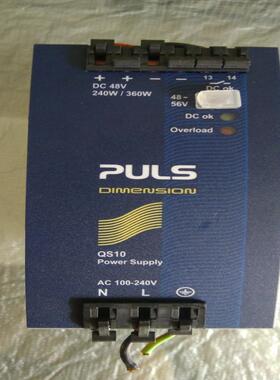 + + − − 13 14
DC 48V
240W / 360W
DC ok
48 –
56V
DC ok
Overload
PULS
DIMENSION
QS10
Power Supply
AC 100-240V
N L